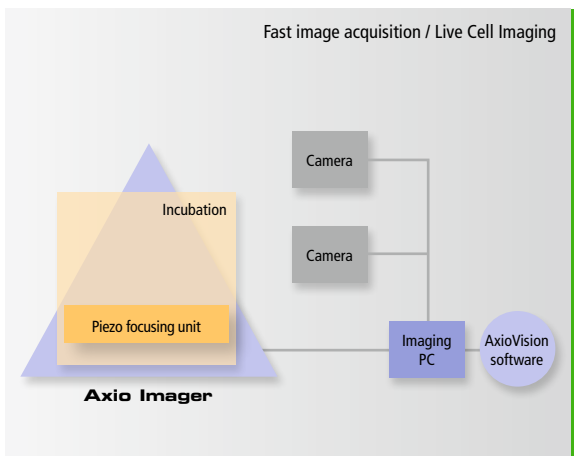 Fast image acquisition / Live Cell Imaging
Camera
Incubation
Camera
Piezo focusing unit
Imaging
PC
AxioVision
software
Axio Imager